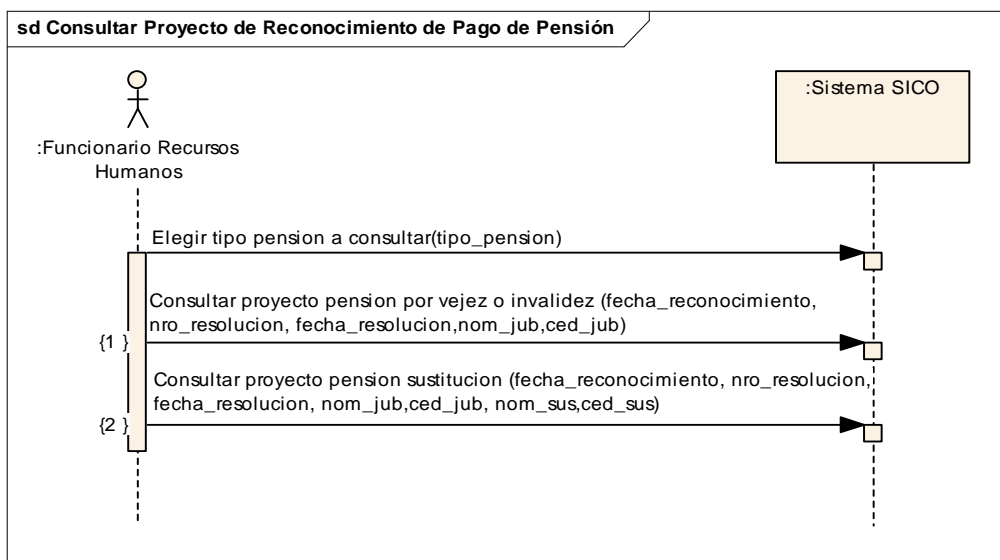 sd Consultar Proyecto de Reconocimiento de Pago de Pensión
:Funcionario Recursos
Humanos
:Sistema SICO
Elegir tipo pension a consultar(tipo_pension)
Consultar proyecto pension por vejez o invalidez (fecha_reconocimiento,
nro_resolucion, fecha_resolucion,nom_jub,ced_jub)
{1 }
Consultar proyecto pension sustitucion (fecha_reconocimiento, nro_resolucion,
fecha_resolucion, nom_jub,ced_jub, nom_sus,ced_sus)
{2 }